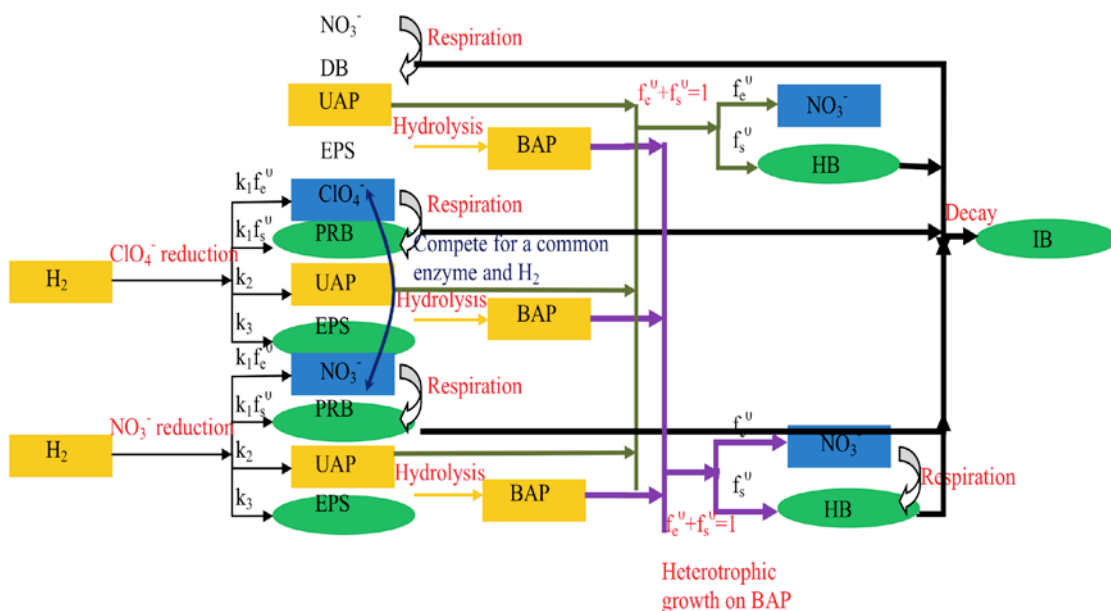 NO₃⁻
Respiration
DB
UAP
fₑ⁰+fₛ⁰=1
fₑ⁰
NO₃⁻
Hydrolysis
BAP
fₛ⁰
HB
EPS
k₁fₑ⁰
ClO₄⁻
Respiration
k₁fₛ⁰
PRB
Decay
IB
ClO₄⁻ reduction
Compete for a common
enzyme and H₂
H₂
k₂
UAP
Hydrolysis
BAP
k₃
EPS
k₁fₑ⁰
NO₃⁻
Respiration
k₁fₛ⁰
PRB
NO₃⁻ reduction
H₂
k₂
UAP
NO₃⁻
Respiration
Hydrolysis
BAP
fₛ⁰
HB
k₃
EPS
fₑ⁰+fₛ⁰=1
Heterotrophic
growth on BAP